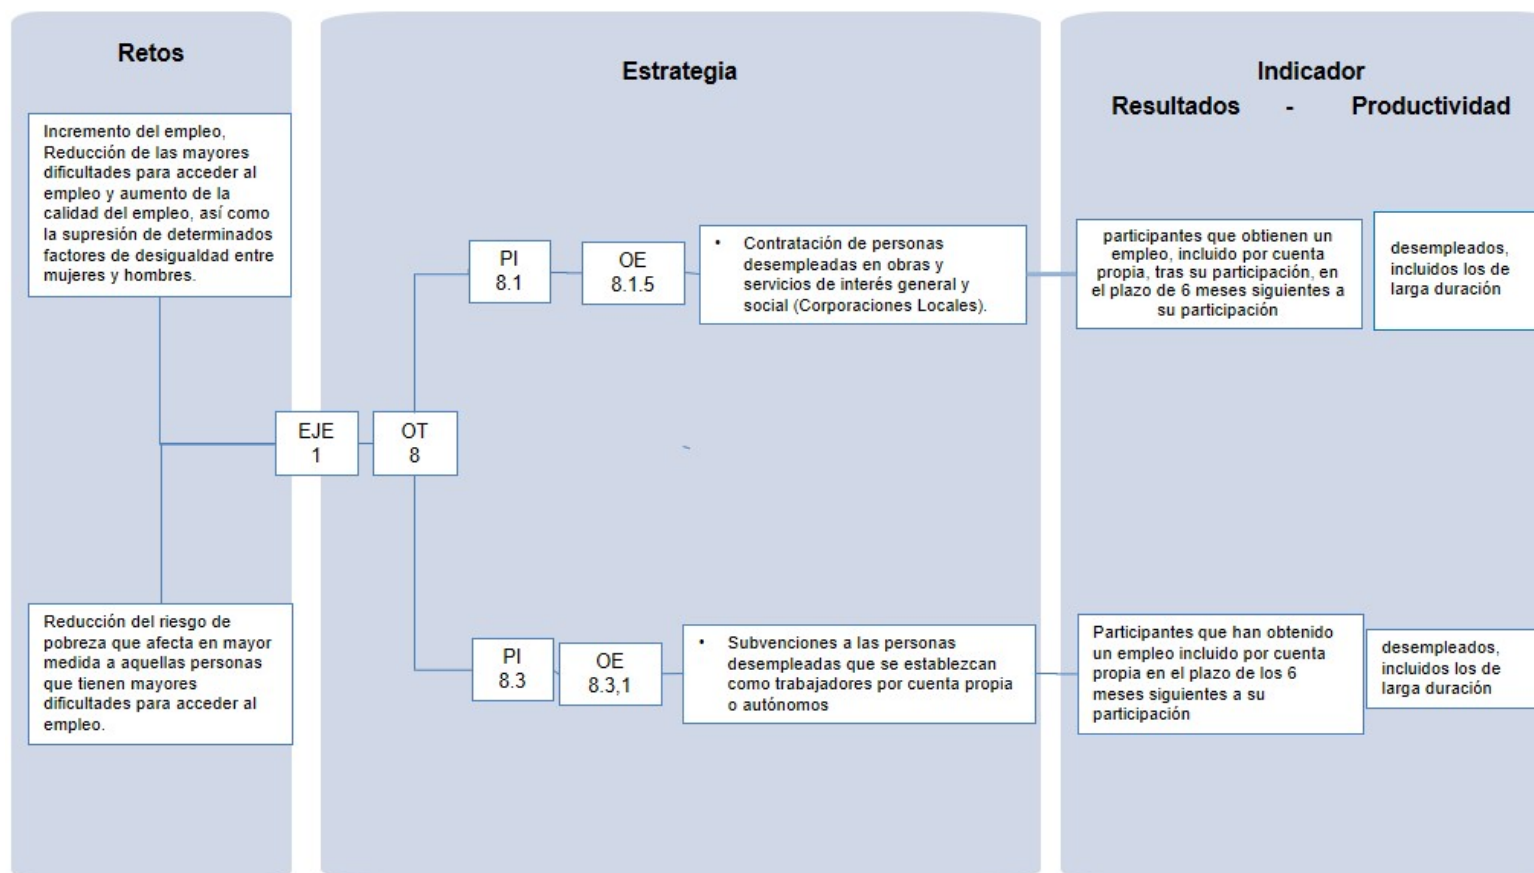 Retos
Incremento del empleo,
Reducción de las mayores
dificultades para acceder al
empleo y aumento de la
calidad del empleo, así como
la supresión de determinados
factores de desigualdad entre
mujeres y hombres.
Reducción del riesgo de
pobreza que afecta en mayor
medida a aquellas personas
que tienen mayores
dificultades para acceder al
empleo.
EJE
1
Estrategia
OT
8
PI
8.1
OE
8.1.5
• Contratación de personas
desempleadas en obras y
servicios de interés general y
social (Corporaciones Locales).
PI
8.3
OE
8.3,1
• Subvenciones a las personas
desempleadas que se establezcan
como trabajadores por cuenta propia
o autónomos
Indicador
Resultados - Productividad
participantes que obtienen un
empleo, incluido por cuenta
propia, tras su participación, en
el plazo de 6 meses siguientes a
su participación
desempleados,
incluidos los de
larga duración
Participantes que han obtenido
un empleo incluido por cuenta
propia en el plazo de los 6
meses siguientes a su
participación
desempleados,
incluidos los de
larga duración